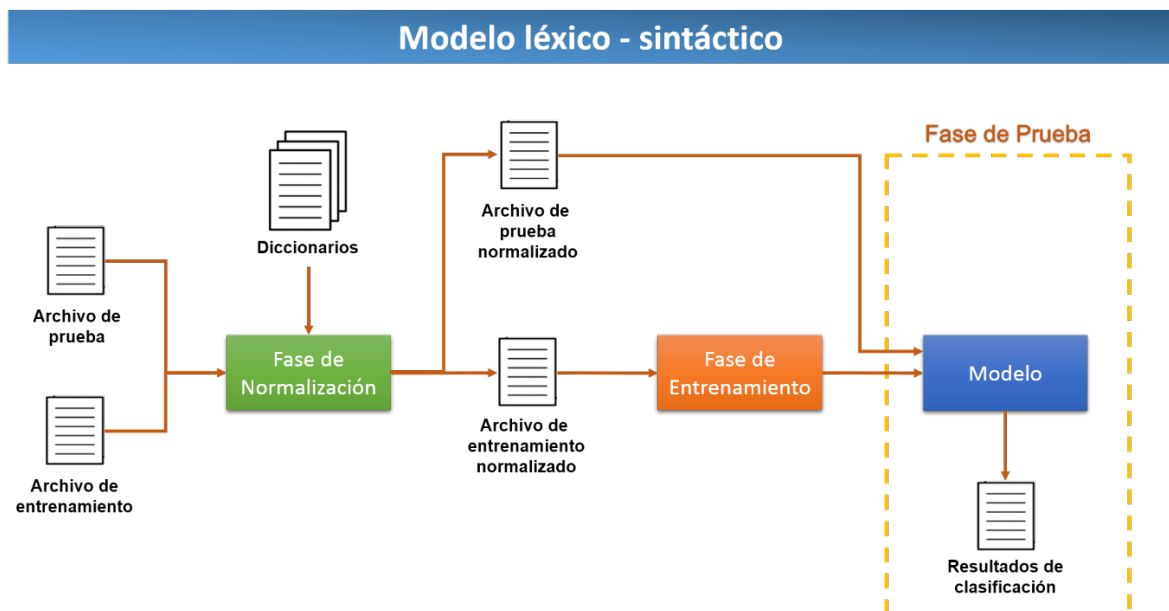 Modelo léxico - sintáctico
Fase de Prueba
Diccionarios
Archivo de
prueba
normalizado
Archivo de
prueba
Fase de
Normalización
Fase de
Entrenamiento
Modelo
Archivo de
entrenamiento
normalizado
Archivo de
entrenamiento
Resultados de
clasificación